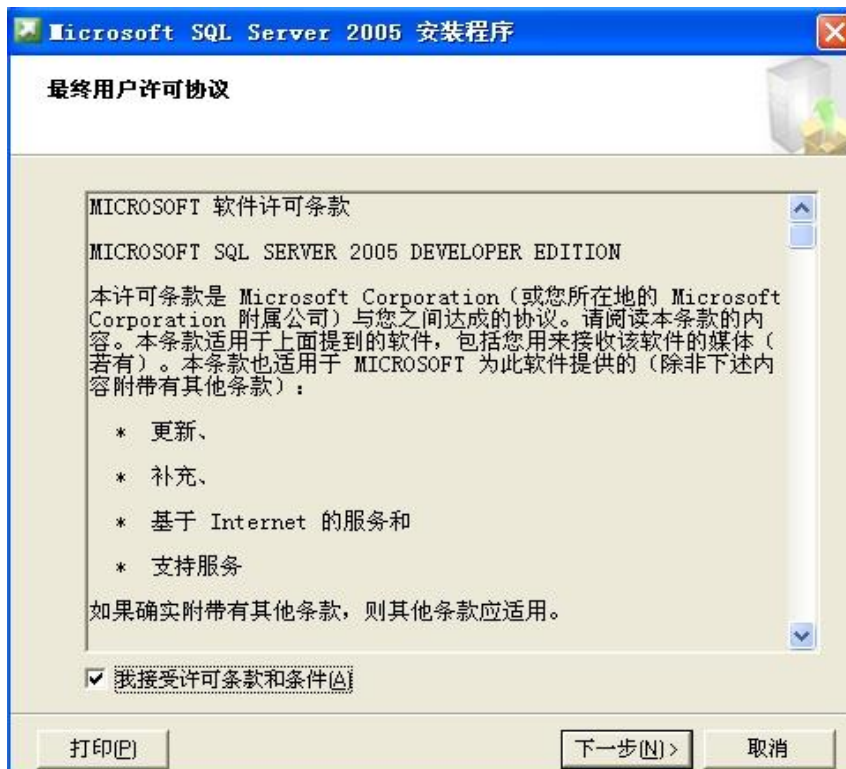 Microsoft SQL Server 2005 安装程序
最终用户许可协议
MICROSOFT 软件许可条款
MICROSOFT SQL SERVER 2005 DEVELOPER EDITION
本许可条款是 Microsoft Corporation（或您所在地的 Microsoft
Corporation 附属公司）与您之间达成的协议。请阅读本条款的内
容。本条款适用于上面提到的软件，包括您用来接收该软件的媒体（
若有）。本条款也适用于 MICROSOFT 为此软件提供的（除非下述内
容附带有其他条款）：
* 更新、
* 补充、
* 基于 Internet 的服务和
* 支持服务
如果确实附带有其他条款，则其他条款应适用。
我接受许可条款和条件(A)
打印(P) 下一步(N)> 取消